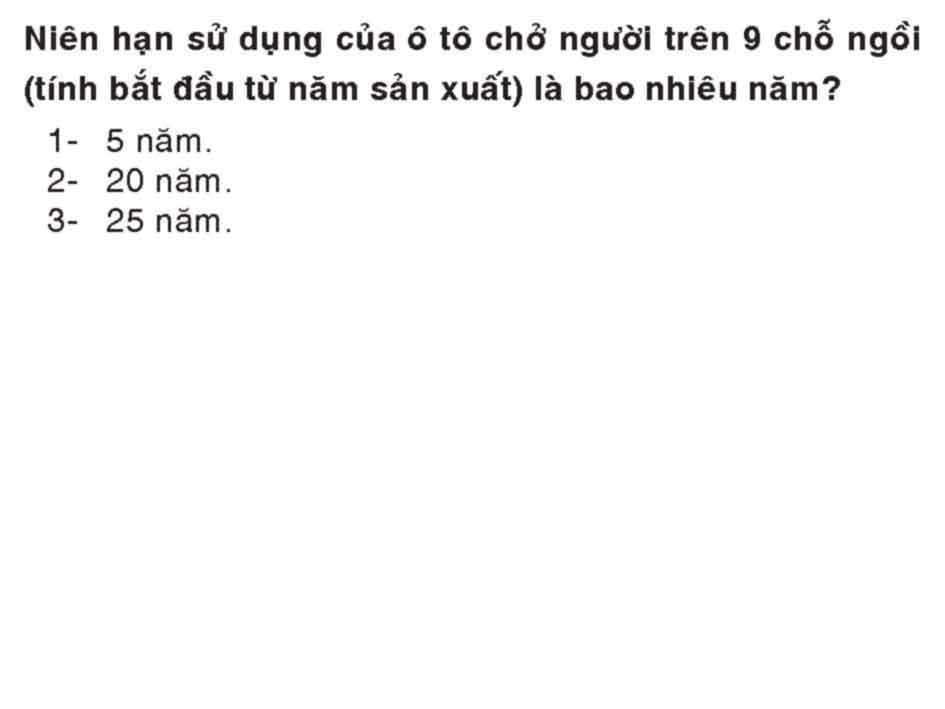 Niên hạn sử dụng của ô tô chở người trên 9 chỗ ngồi
(tính bắt đầu từ năm sản xuất) là bao nhiêu năm?
1- 5 năm.
2- 20 năm.
3- 25 năm.